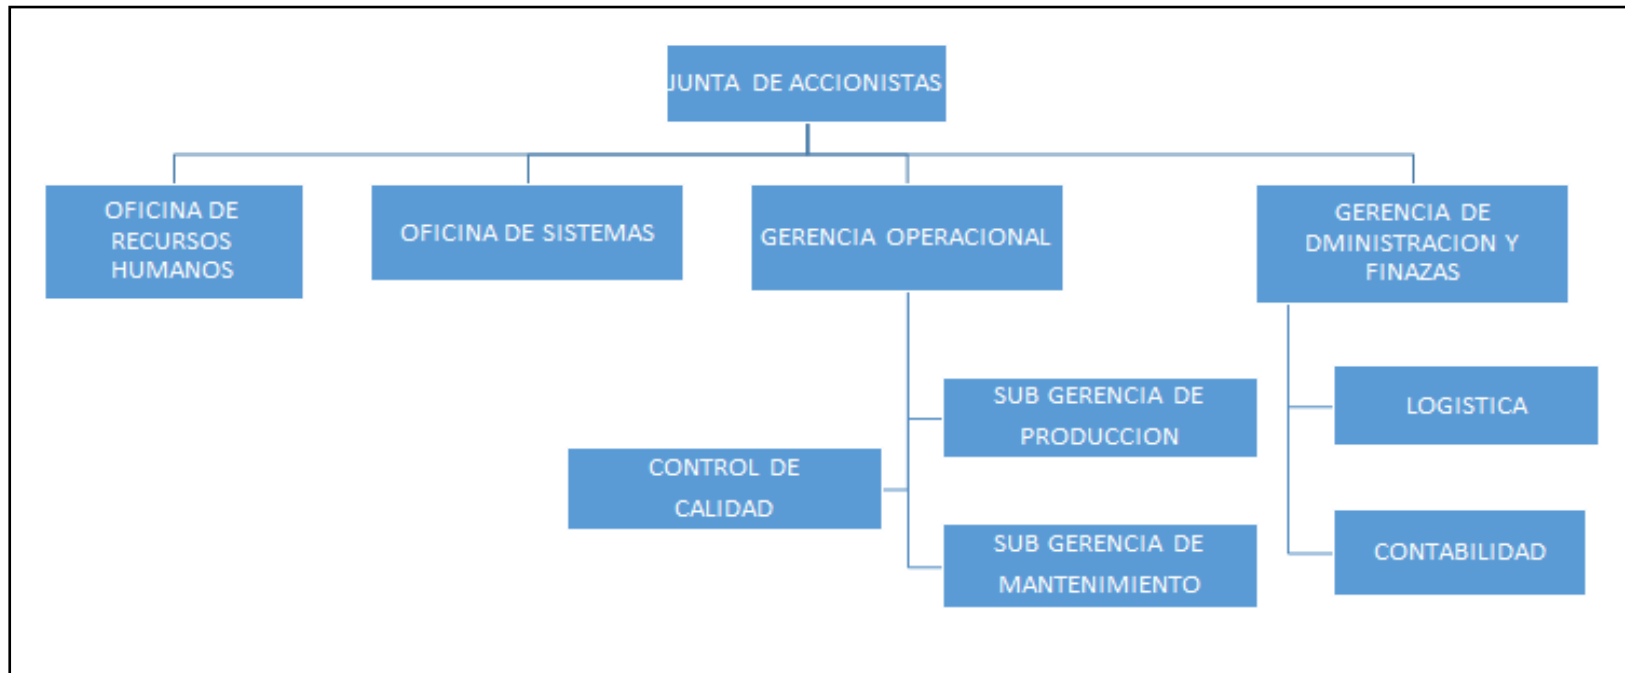 JUNTA DE ACCIONISTAS
OFICINA DE
RECURSOS
HUMANOS
OFICINA DE SISTEMAS
GERENCIA OPERACIONAL
GERENCIA DE
DMINISTRACION Y
FINAZAS
SUB GERENCIA DE
PRODUCCION
LOGISTICA
CONTROL DE
CALIDAD
SUB GERENCIA DE
MANTENIMIENTO
CONTABILIDAD